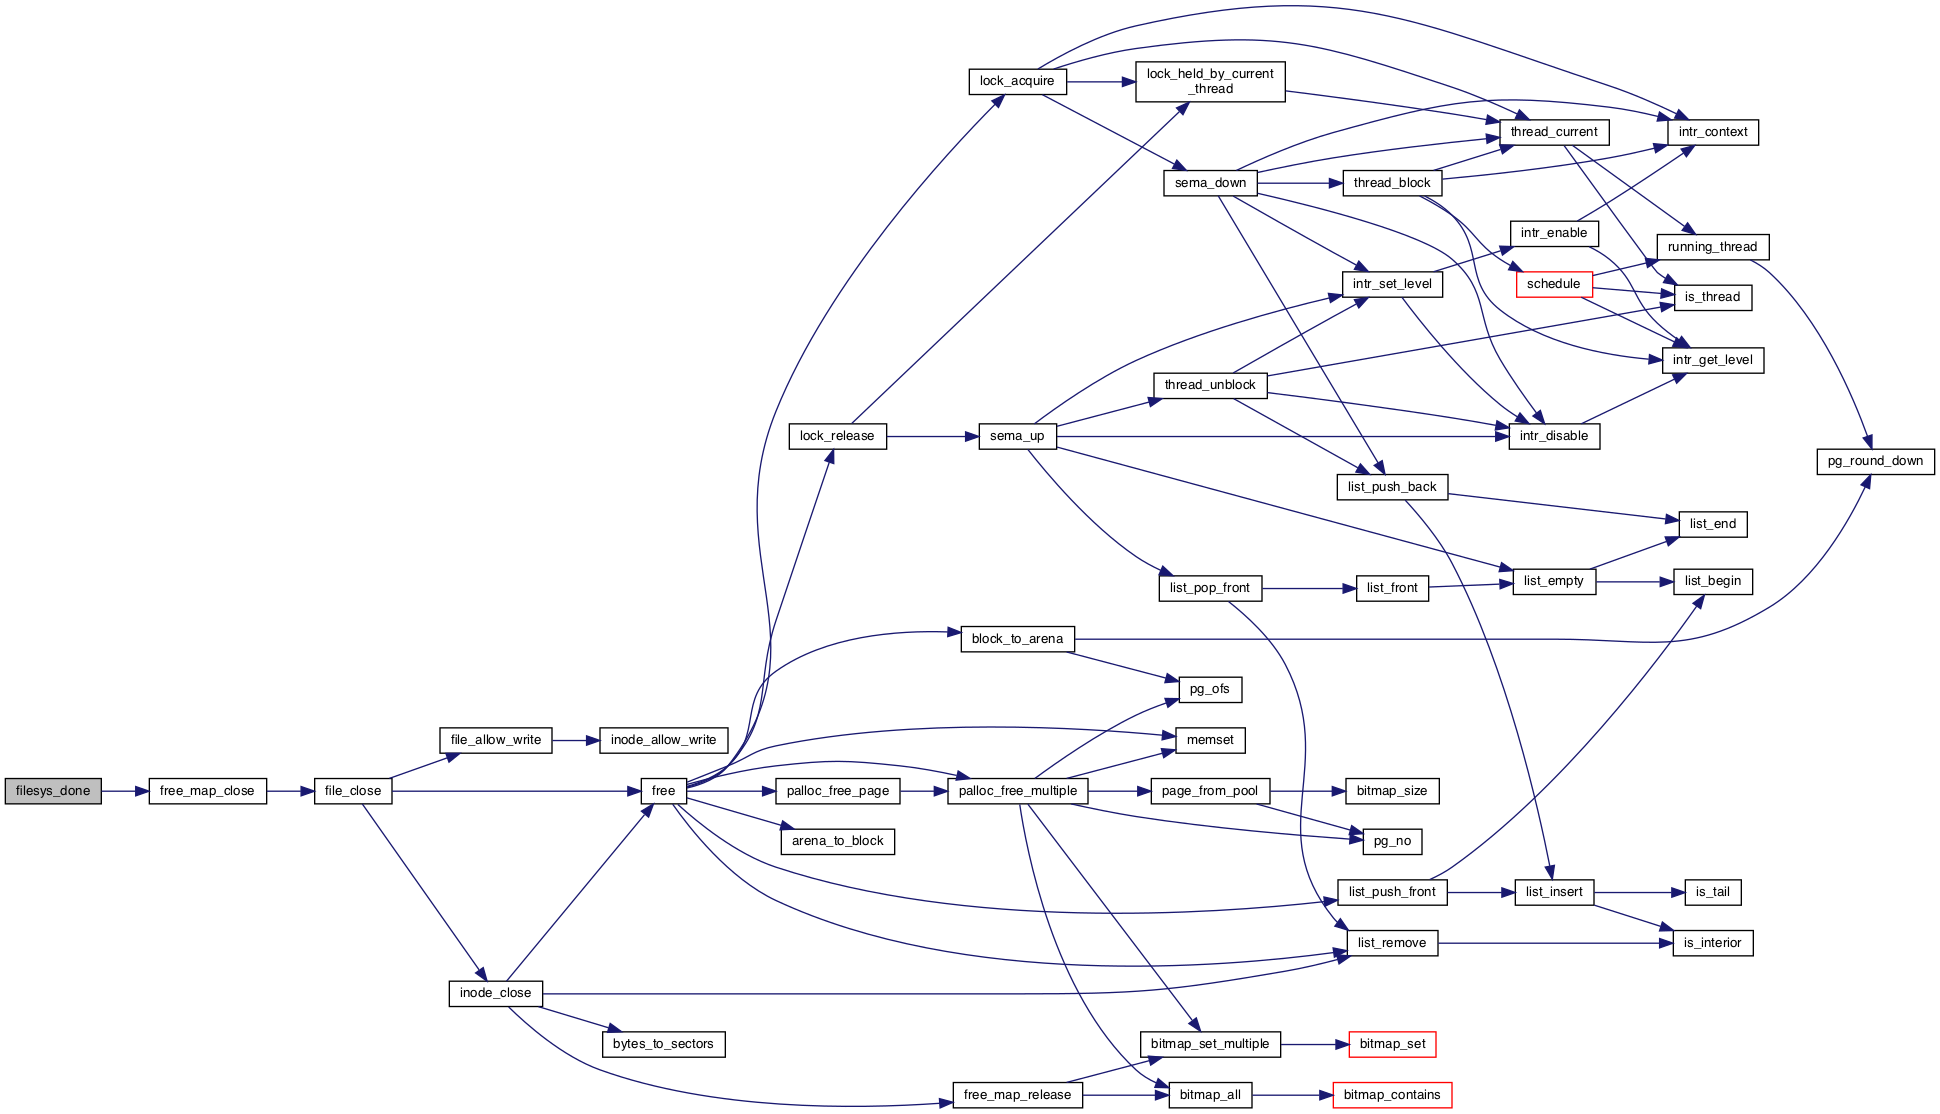 lock_acquire
lock_held_by_current
_thread
thread_current
intr_context
sema_down
thread_block
intr_enable
running_thread
intr_set_level
schedule
is_thread
intr_get_level
thread_unblock
lock_release
sema_up
intr_disable
pg_round_down
list_push_back
list_end
list_pop_front
list_front
list_empty
list_begin
block_to_arena
pg_ofs
file_allow_write
inode_allow_write
memset
filesys_done
free_map_close
file_close
free
palloc_free_page
palloc_free_multiple
page_from_pool
bitmap_size
arena_to_block
pg_no
list_push_front
list_insert
is_tail
list_remove
is_interior
inode_close
bytes_to_sectors
bitmap_set_multiple
bitmap_set
free_map_release
bitmap_all
bitmap_contains